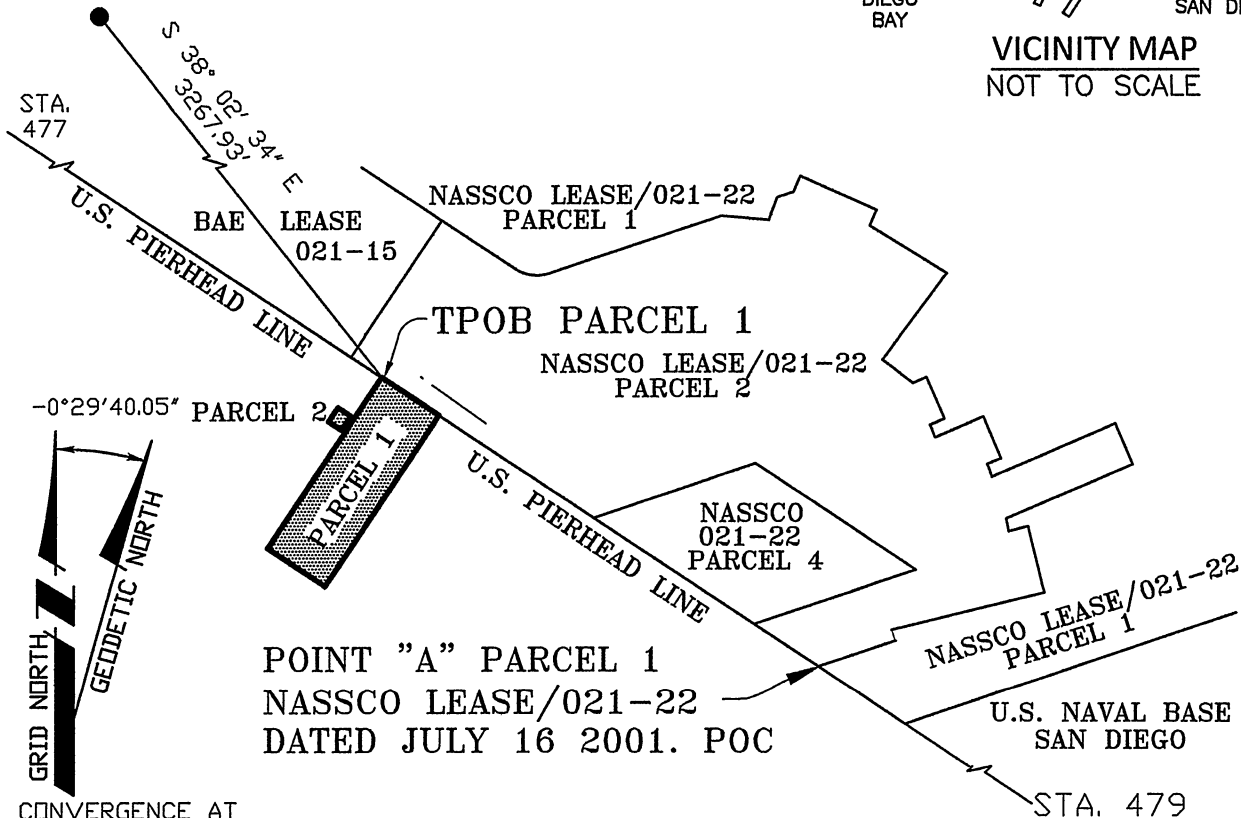 DIEGO
BAY
SAN DI
VICINITY MAP
NOT TO SCALE
S 38° 02' 34" E
3267.93'
STA.
477
U.S. PIERHEAD LINE
BAE LEASE
021-15
NASSCO LEASE/021-22
PARCEL 1
TPOB PARCEL 1
NASSCO LEASE/021-22
PARCEL 2
-0°29'40.05"
PARCEL 2
PARCEL 1
U.S. PIERHEAD LINE
NASSCO
021-22
PARCEL 4
GRID NORTH
GEODETIC NORTH
NASSCO LEASE/021-22
PARCEL 1
POINT "A" PARCEL 1
NASSCO LEASE/021-22
DATED JULY 16 2001. POC
U.S. NAVAL BASE
SAN DIEGO
STA. 479
CONVERGENCE AT